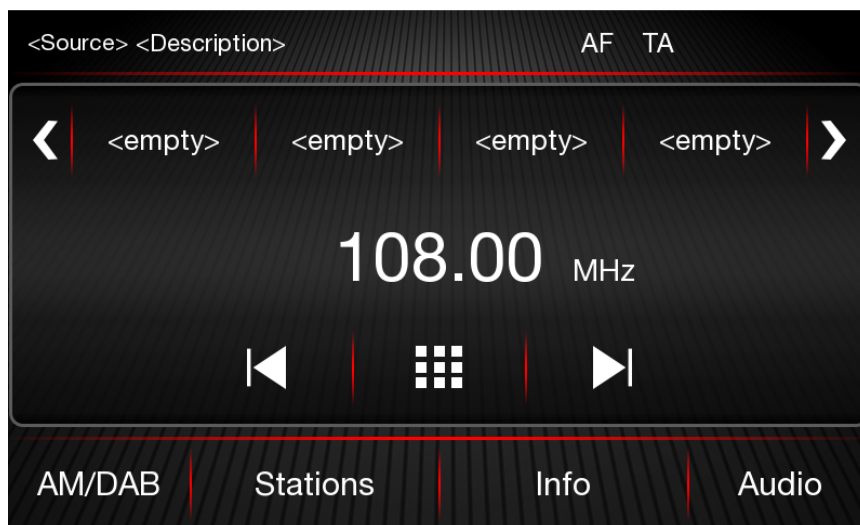 <Source> <Description> AF TA
<empty> <empty> <empty> <empty>
108.00 MHz
AM/DAB Stations Info Audio